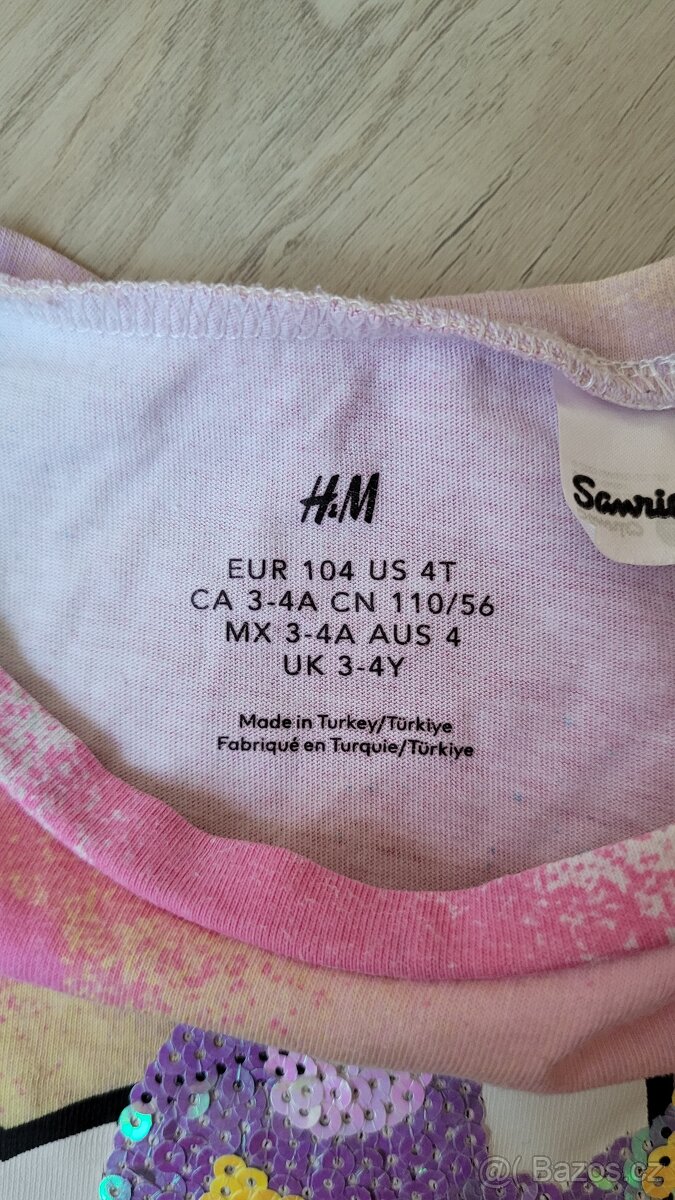 H&M
Sanrio
EUR 104 US 4T
CA 3-4A CN 110/56
MX 3-4A AUS 4
UK 3-4Y
Made in Turkey/Türkiye
Fabriqué en Turquie/Türkiye
@( Bazos.cz